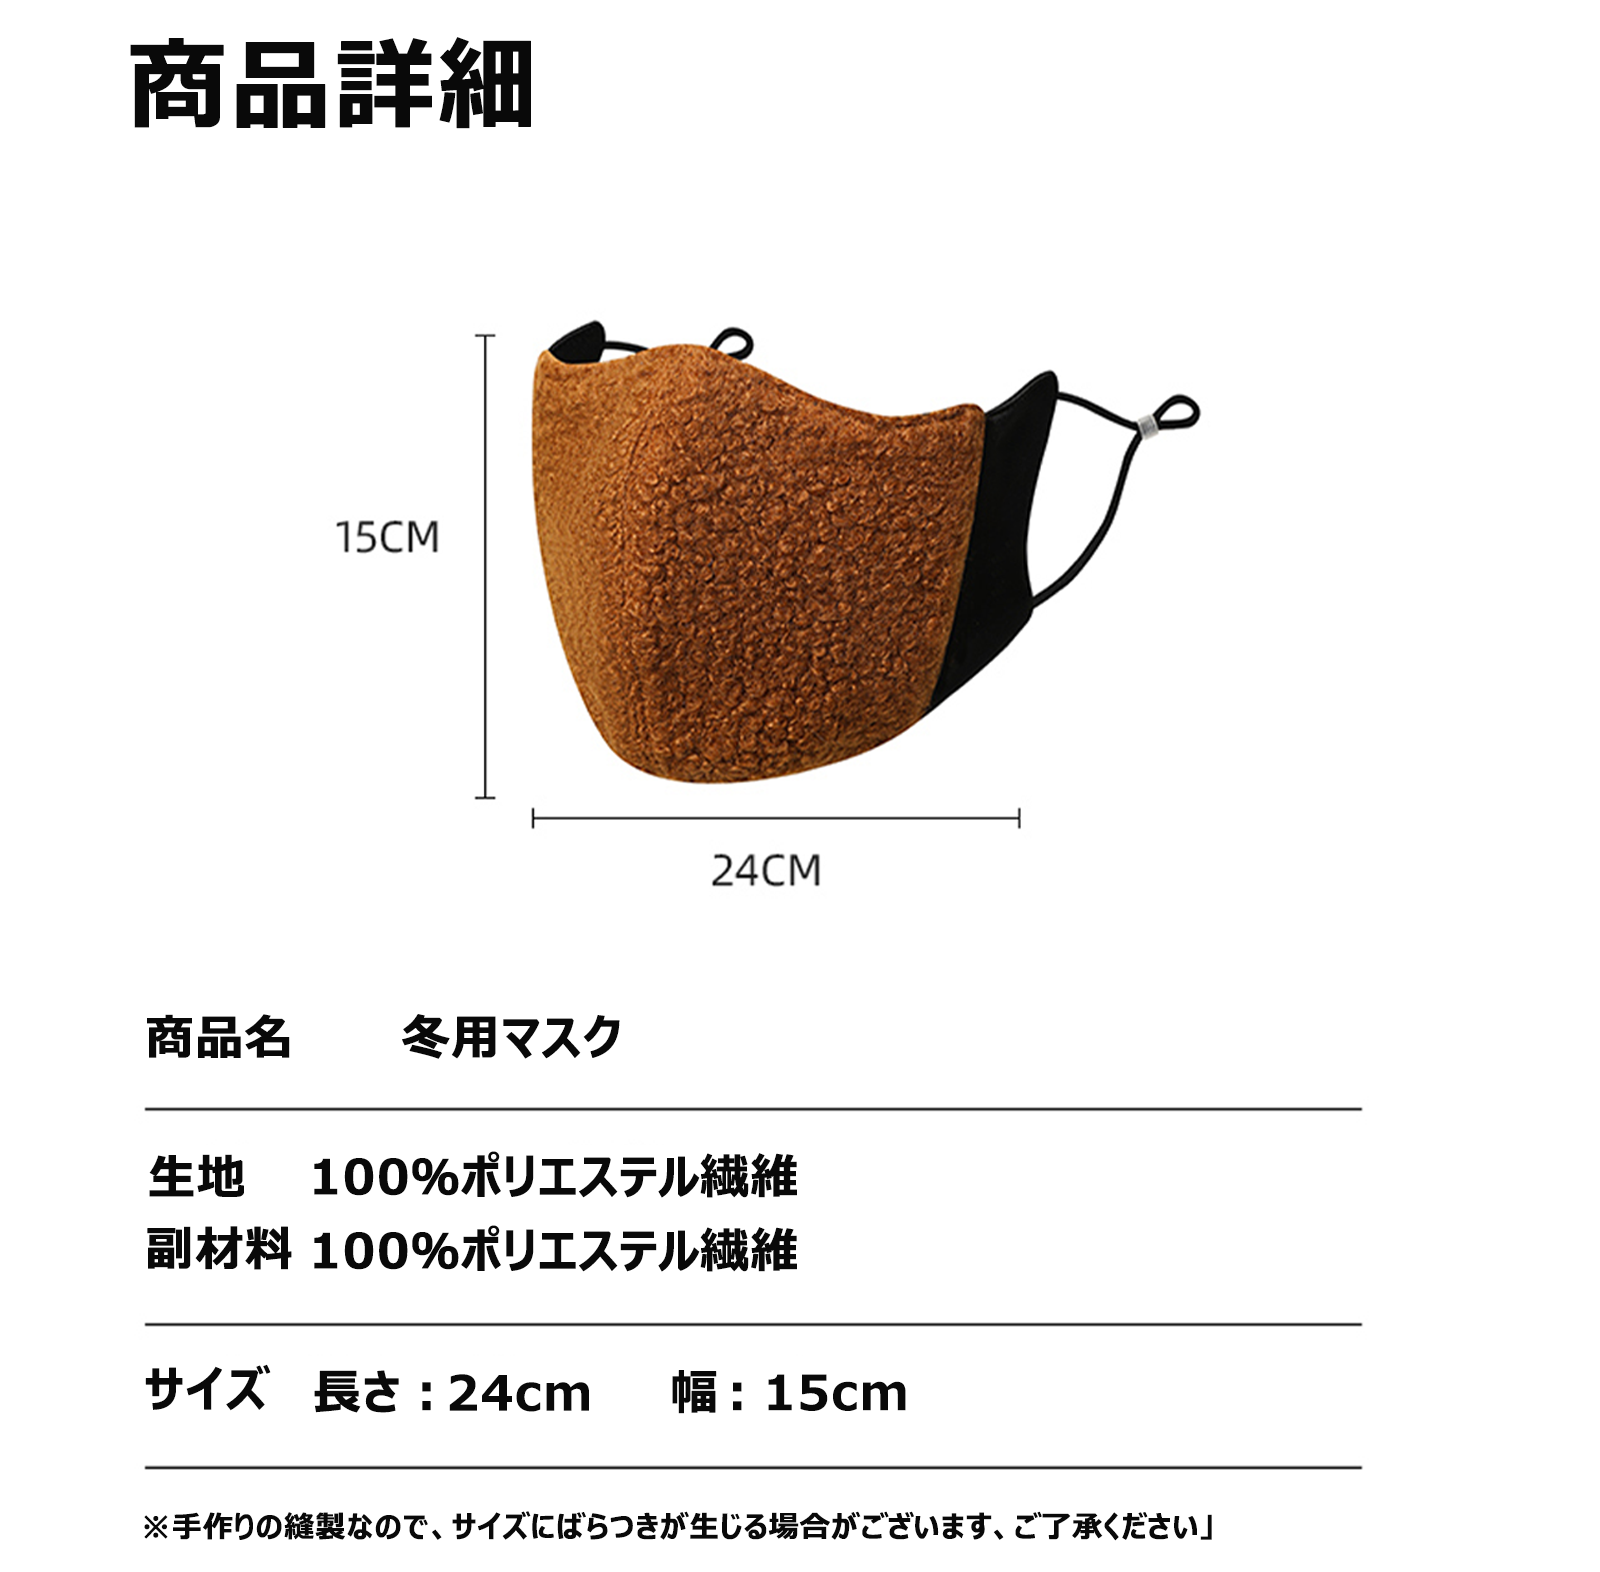 商品詳細
15CM
24CM
商品名 冬用マスク
生地 100%ポリエステル繊維
副材料 100%ポリエステル繊維
サイズ 長さ：24cm 幅：15cm
※手作りの縫製なので、サイズにばらつきが生じる場合がございます、ご了承ください」